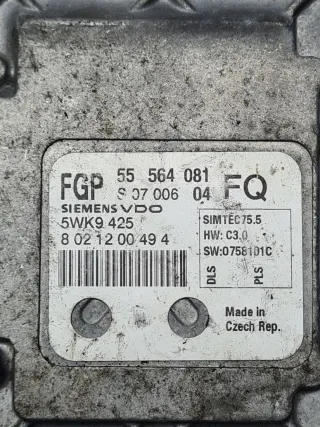 FGP 55 564 081 FQ
S 07 006 04
SIEMENS VDO
5WK9 425
8 02 12 00 49 4
SIMTEC75.5
HW: C3.0
SW:0758101C
DLS
PLS
Made in
Czech Rep.